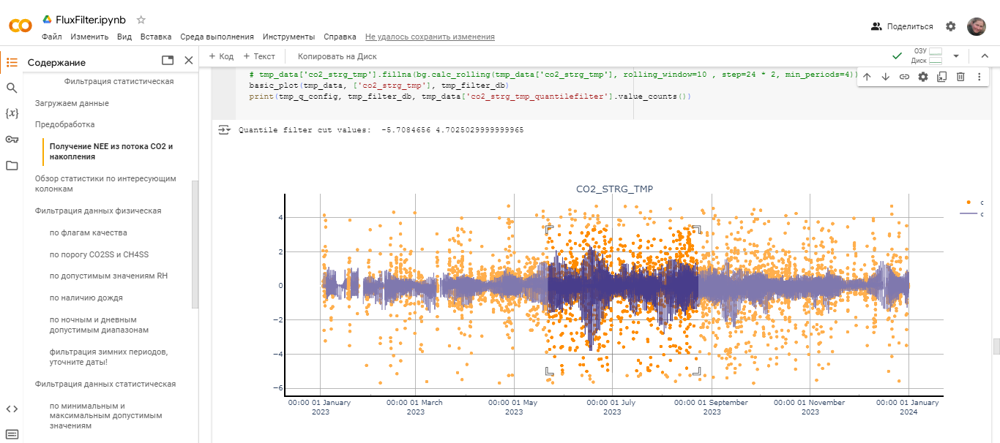 FluxFilter.ipynb
Файл Изменить Вид Вставка Среда выполнения Инструменты Справка Не удалось сохранить изменения
Поделиться
Содержание
+ Код + Текст Копировать на Диск
ОЗУ
Диск
Фильтрация статистическая
Загружаем данные
Предобработка
Получение NEE из потока CO2 и
накопления
Обзор статистики по интересующим
колонкам
Фильтрация данных физическая
по флагам качества
по порогу CO2SS и CH4SS
по допустимым значениям RH
по наличию дождя
по ночным и дневным
допустимым диапазонам
фильтрация зимних периодов,
уточните даты!
Фильтрация данных статистическая
по минимальным и
максимальным допустимым
значениям
# tmp_data['co2_strg_tmp'].fillna(bg.calc_rolling(tmp_data['co2_strg_tmp'], rolling_window=10 , step=24 * 2, min_periods=4))
basic_plot(tmp_data, ['co2_strg_tmp'], tmp_filter_db)
print(tmp_q_config, tmp_filter_db, tmp_data['co2_strg_tmp_quantilefilter'].value_counts())
Quantile filter cut values:  -5.7084656 4.7025029999999965
CO2_STRG_TMP
c
c
4
2
0
−2
−4
−6
00:00 01 January
2023
00:00 01 March
2023
00:00 01 May
2023
00:00 01 July
2023
00:00 01 September
2023
00:00 01 November
2023
00:00 01 January
2024